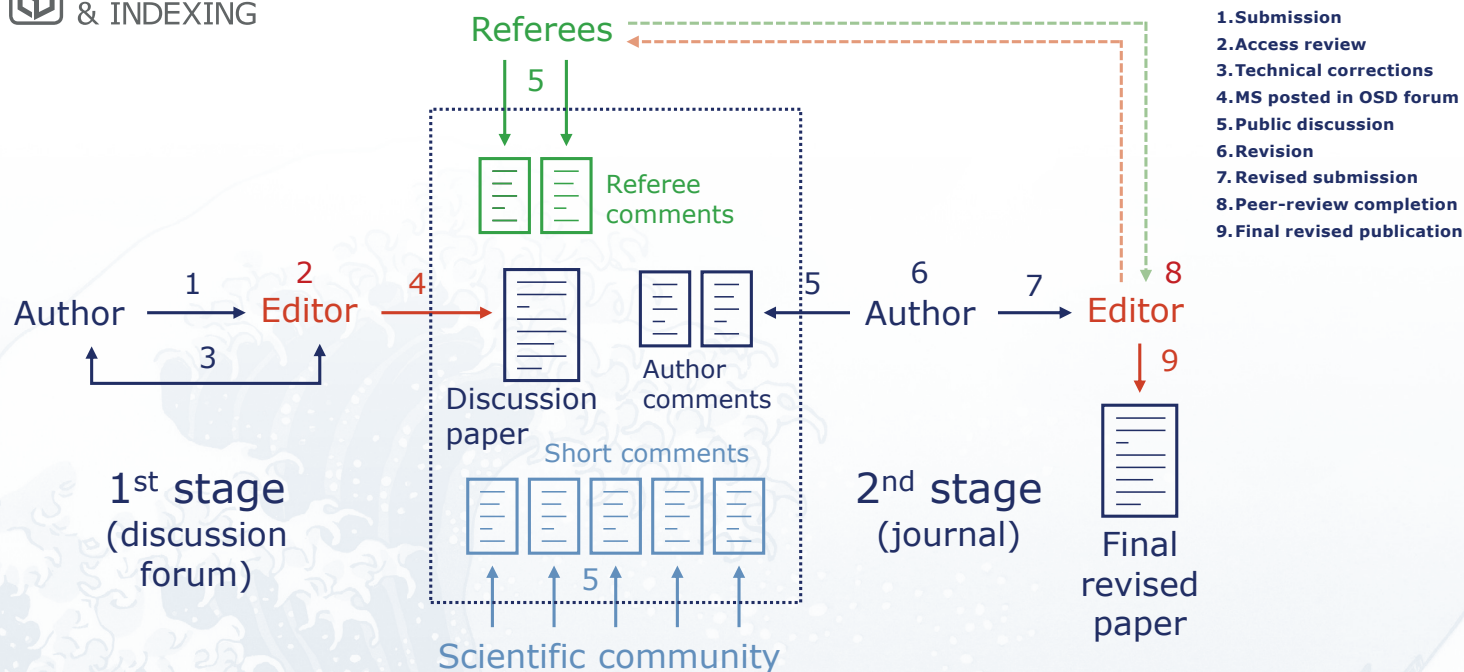 & INDEXING
Referees
5
Referee
comments
1.Submission
2.Access review
3.Technical corrections
4.MS posted in OSD forum
5.Public discussion
6.Revision
7.Revised submission
8.Peer-review completion
9.Final revised publication
Author
1
2
Editor
3
4
Discussion
paper
Author
comments
5
6
Author
7
8
Editor
9
Short comments
5
Scientific community
1st stage
(discussion
forum)
2nd stage
(journal)
Final
revised
paper